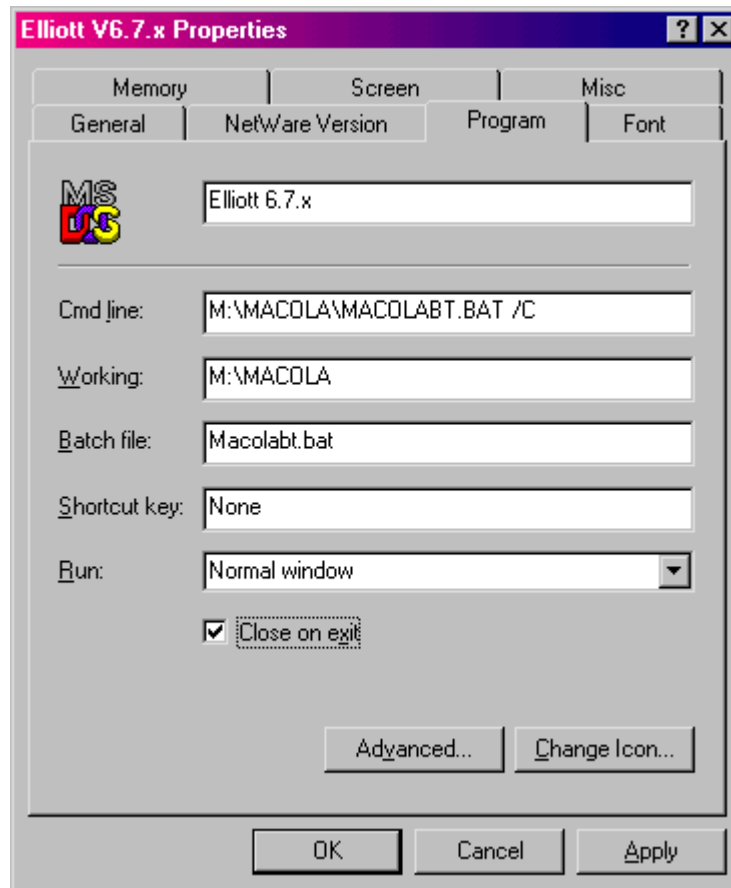 Elliott V6.7.x Properties
Memory Screen Misc
General NetWare Version Program Font
MS DOS
Elliott 6.7.x
Cmd line: M:\MACOLA\MACOLABT.BAT /C
Working: M:\MACOLA
Batch file: Macolabt.bat
Shortcut key: None
Run: Normal window
Close on exit
Advanced... Change Icon...
OK Cancel Apply